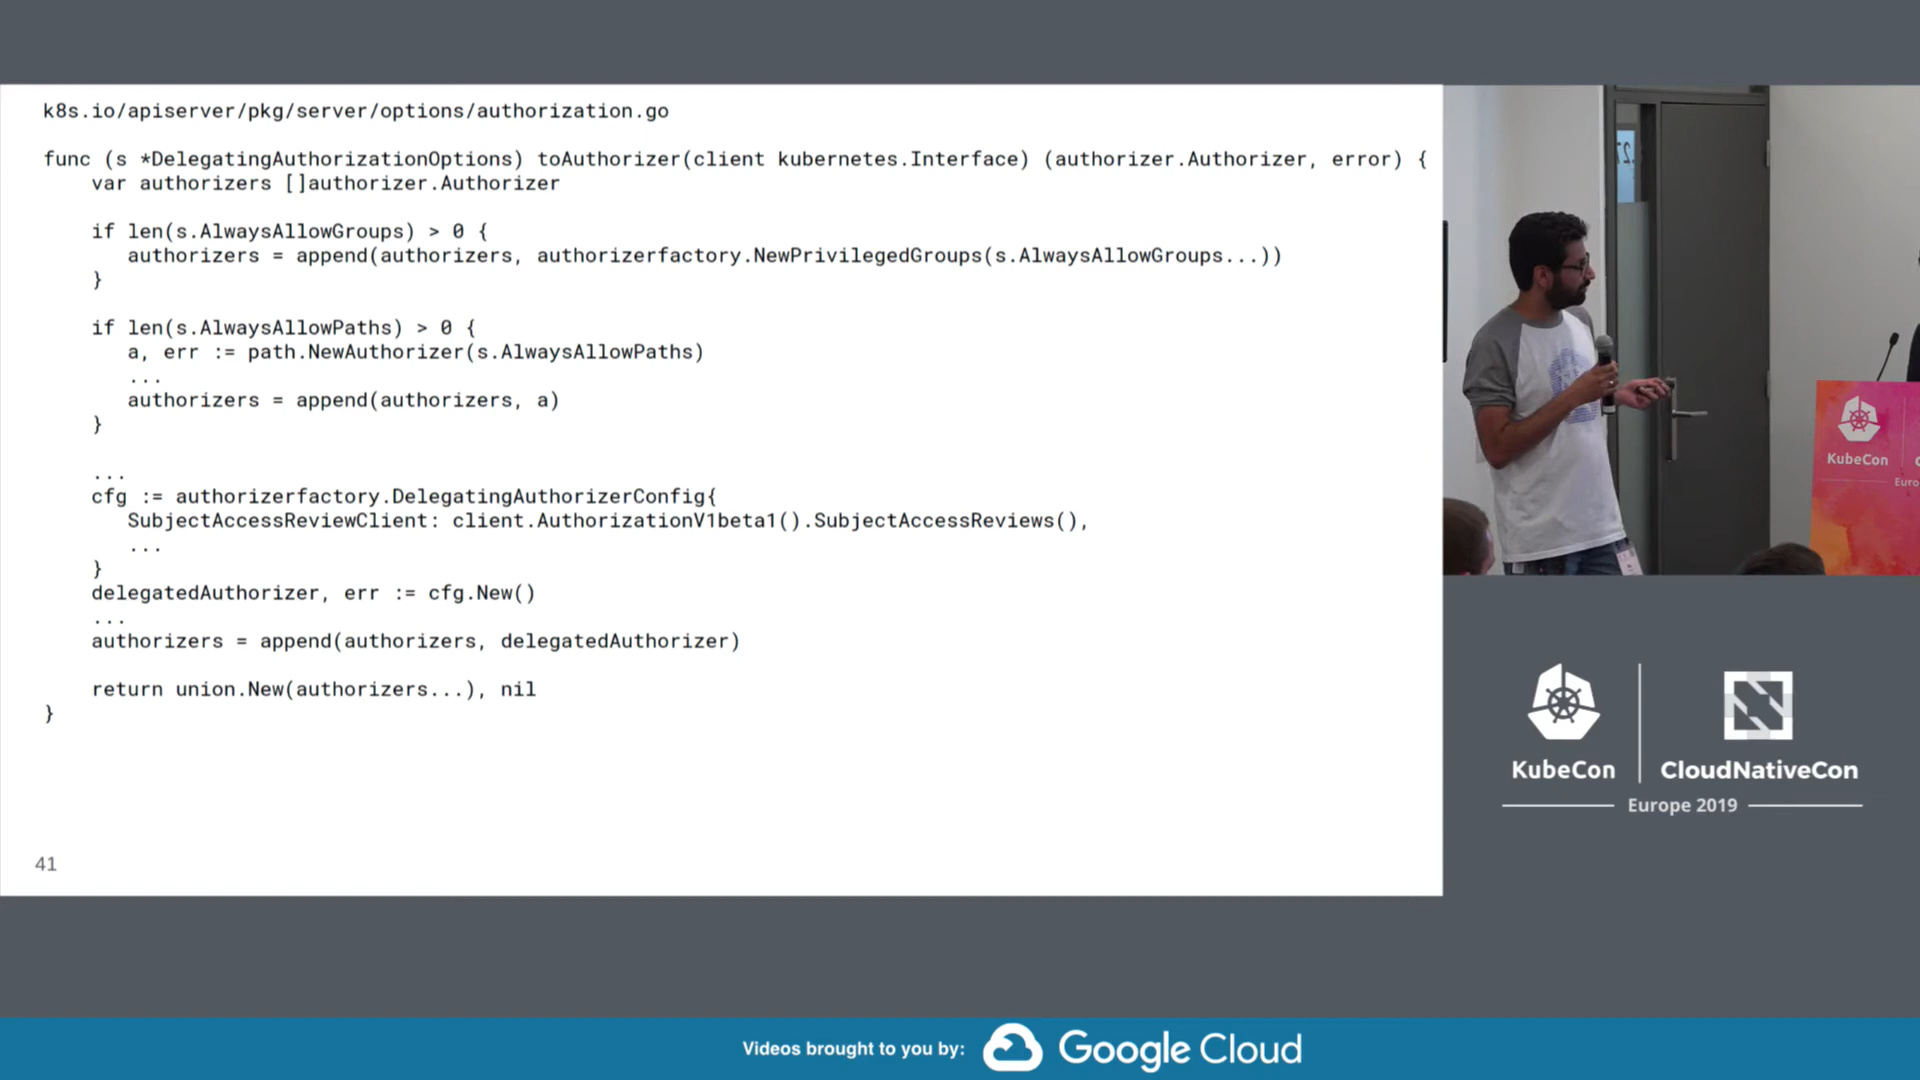 k8s.io/apiserver/pkg/server/options/authorization.go
func (s *DelegatingAuthorizationOptions) toAuthorizer(client kubernetes.Interface) (authorizer.Authorizer, error) {
var authorizers []authorizer.Authorizer
if len(s.AlwaysAllowGroups) > 0 {
authorizers = append(authorizers, authorizerfactory.NewPrivilegedGroups(s.AlwaysAllowGroups...))
}
if len(s.AlwaysAllowPaths) > 0 {
a, err := path.NewAuthorizer(s.AlwaysAllowPaths)
...
authorizers = append(authorizers, a)
}
...
cfg := authorizerfactory.DelegatingAuthorizerConfig{
SubjectAccessReviewClient: client.AuthorizationV1beta1().SubjectAccessReviews(),
...
}
delegatedAuthorizer, err := cfg.New()
...
authorizers = append(authorizers, delegatedAuthorizer)
return union.New(authorizers...), nil
}
41
KubeCon
KubeCon
CloudNativeCon
Europe 2019
Videos brought to you by:
Google Cloud